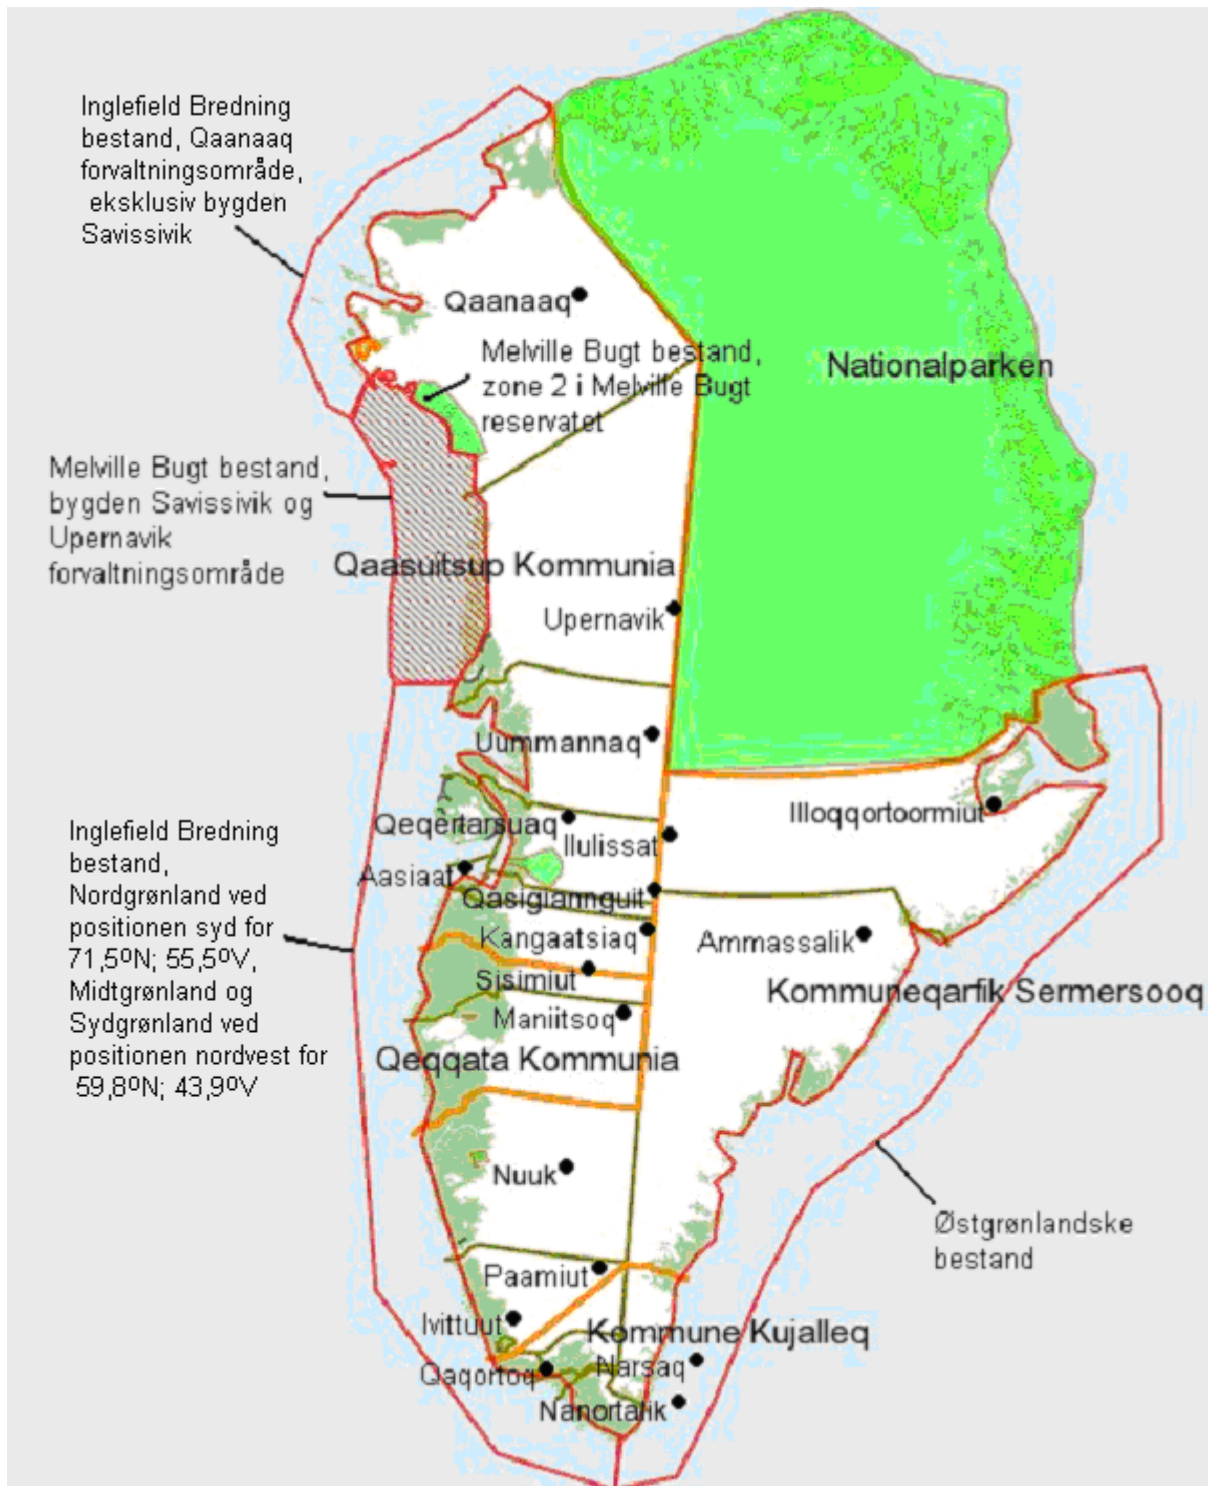 Inglefield Bredning
bestand, Qaanaaq
forvaltningsområde,
eksklusiv bygden
Savissivik
Qaanaaq
Melville Bugt bestand,
zone 2 i Melville Bugt
reservatet
Nationalparken
Melville Bugt bestand,
bygden Savissivik og
Upernavik
forvaltningsområde
Qaasuitsup Kommunia
Upernavik
Uummannaq
Qeqertarsuaq
Ilulissat
Illoqqortoormiut
Aasiaat
Qasigiannguit
Kangaatsiaq
Ammassalik
Sisimiut
Kommuneqarfik Sermersooq
Maniitsoq
Qeqqata Kommunia
Inglefield Bredning
bestand,
Nordgrønland ved
positionen syd for
71,5ºN; 55,5ºV,
Midtgrønland og
Sydgrønland ved
positionen nordvest for
59,8ºN; 43,9ºV
Nuuk
Østgrønlandske
bestand
Paamiut
Ivittuut
Kommune Kujalleq
Qaqortoq
Narsaq
Nanortalik